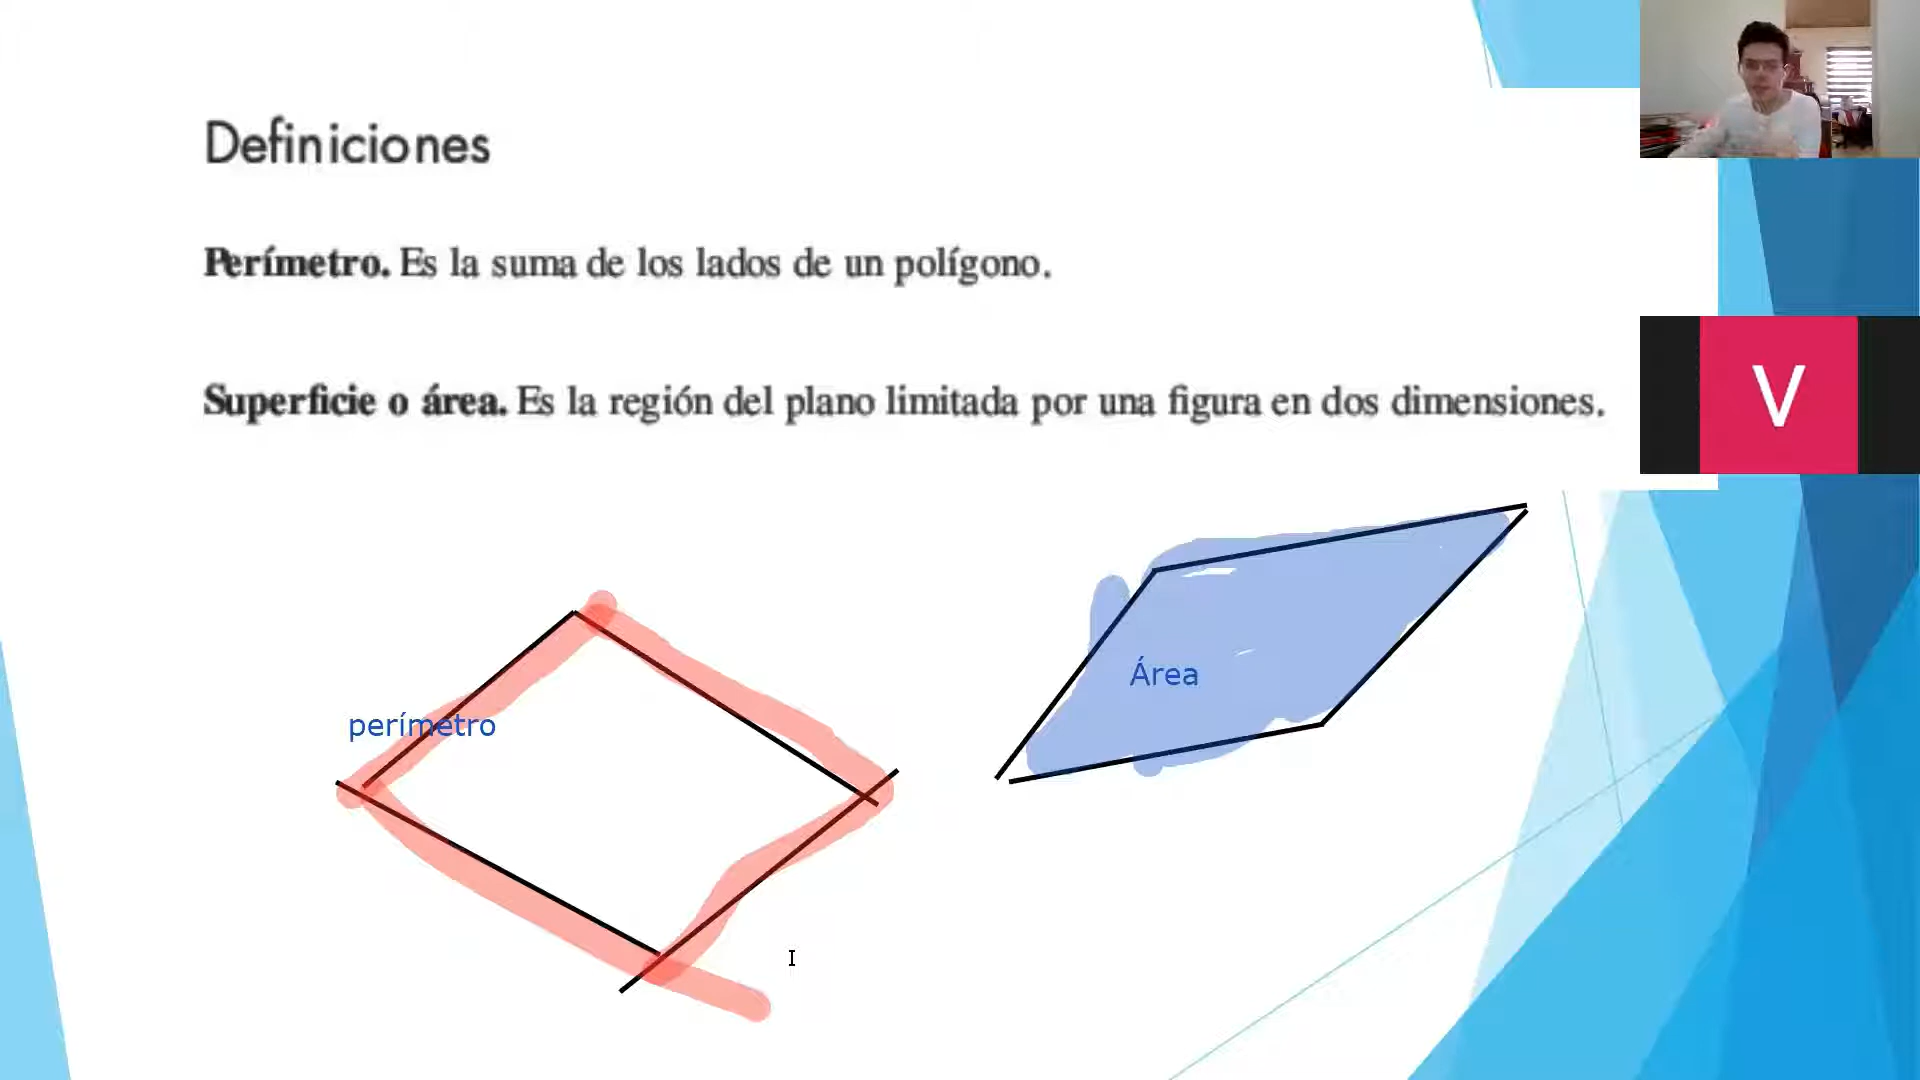 Definiciones
Perímetro. Es la suma de los lados de un polígono.
V
Superficie o área. Es la región del plano limitada por una figura en dos dimensiones.
Área
perímetro